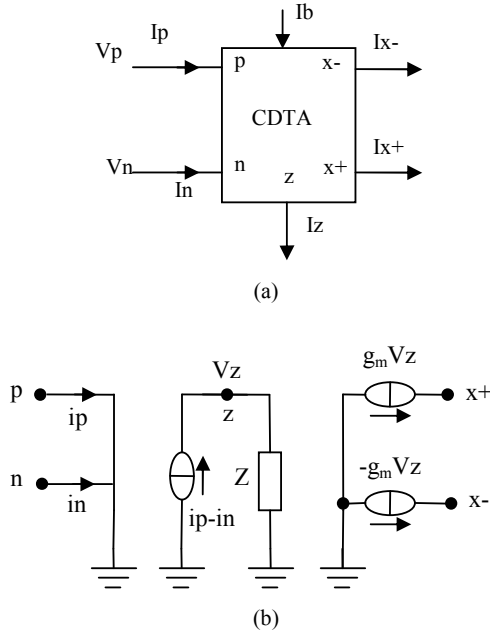 Ib
Ip
Ix-
Vp
p
x-
CDTA
Ix+
Vn
n
x+
z
In
Iz
(a)
Vz
gmVz
p
x+
z
ip
-gmVz
n
Z
x-
in
ip-in
(b)